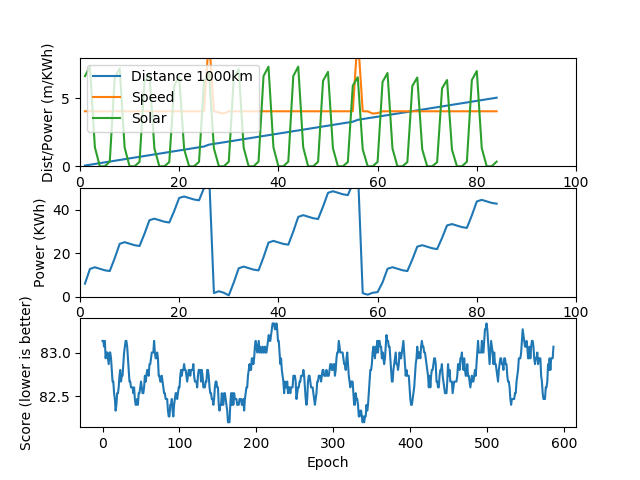 Dist/Power (m/KWh)
5
0
Distance 1000km
Speed
Solar
0 20 40 60 80 100
Power (KWh)
40
20
0
0 20 40 60 80 100
Score (lower is better)
83.0
82.5
0 100 200 300 400 500 600
Epoch